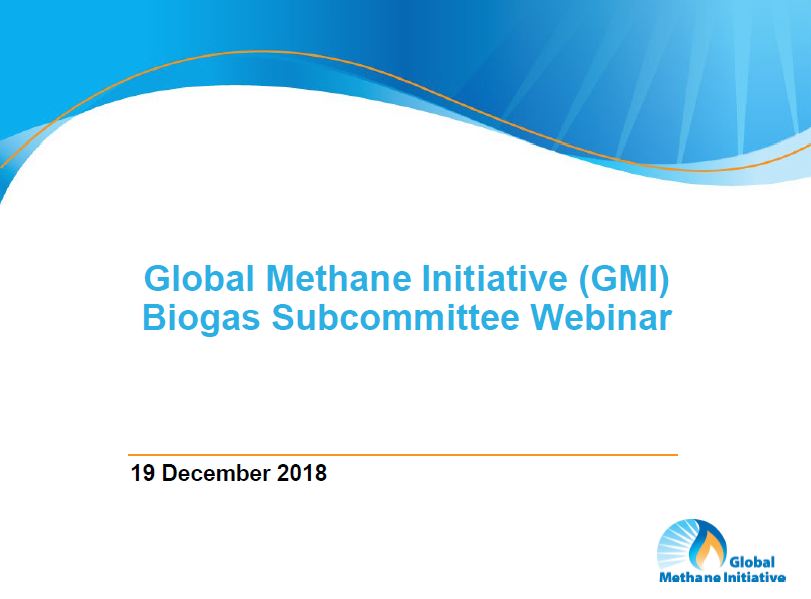 Global Methane Initiative (GMI)
Biogas Subcommittee Webinar
19 December 2018
Global
Methane Initiative